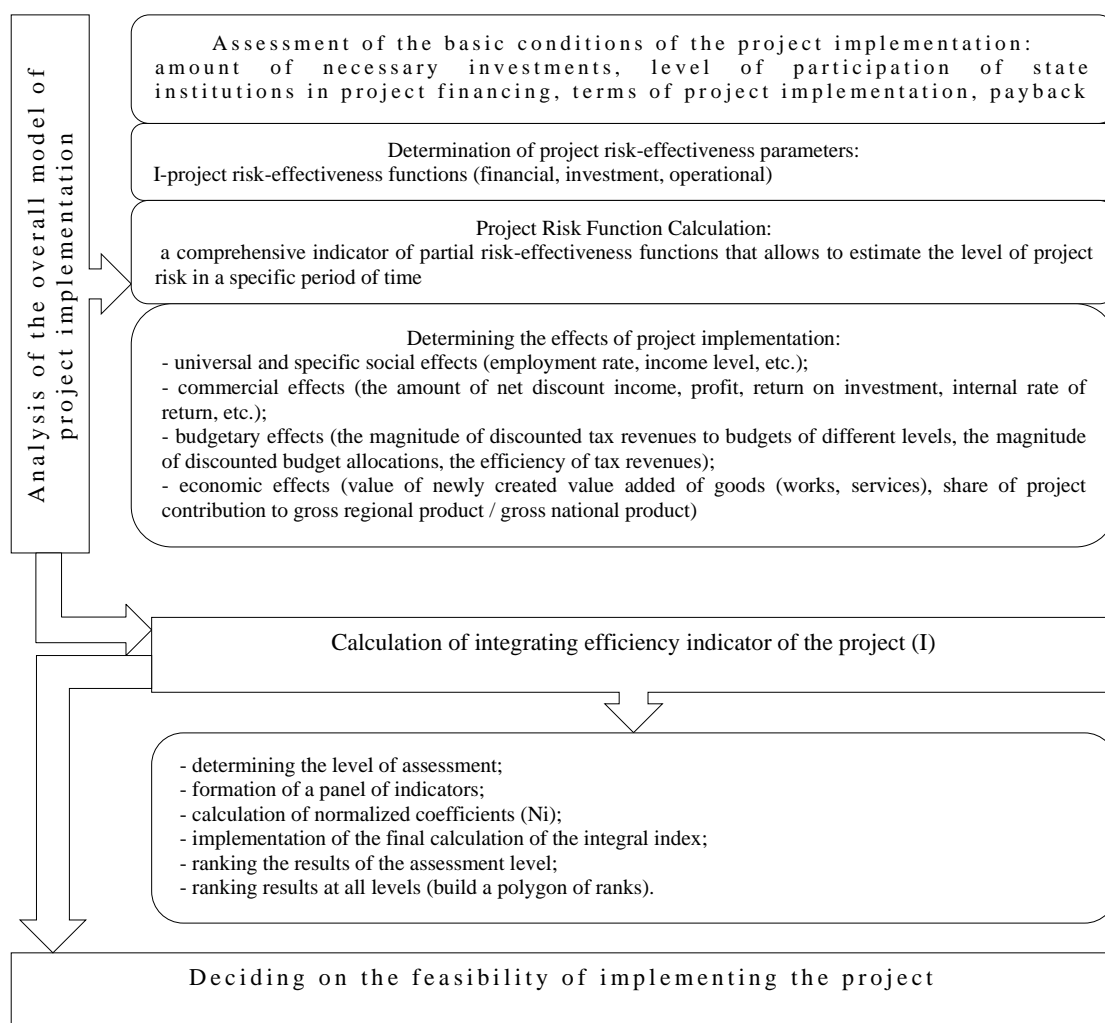 Analysis of the overall model of
project implementation
Assessment of the basic conditions of the project implementation:
amount of necessary investments, level of participation of state
institutions in project financing, terms of project implementation, payback
Determination of project risk-effectiveness parameters:
I-project risk-effectiveness functions (financial, investment, operational)
Project Risk Function Calculation:
a comprehensive indicator of partial risk-effectiveness functions that allows to estimate the level of project
risk in a specific period of time
Determining the effects of project implementation:
- universal and specific social effects (employment rate, income level, etc.);
- commercial effects (the amount of net discount income, profit, return on investment, internal rate of
return, etc.);
- budgetary effects (the magnitude of discounted tax revenues to budgets of different levels, the magnitude
of discounted budget allocations, the efficiency of tax revenues);
- economic effects (value of newly created value added of goods (works, services), share of project
contribution to gross regional product / gross national product)
Calculation of integrating efficiency indicator of the project (I)
- determining the level of assessment;
- formation of a panel of indicators;
- calculation of normalized coefficients (Ni);
- implementation of the final calculation of the integral index;
- ranking the results of the assessment level;
- ranking results at all levels (build a polygon of ranks).
Deciding on the feasibility of implementing the project